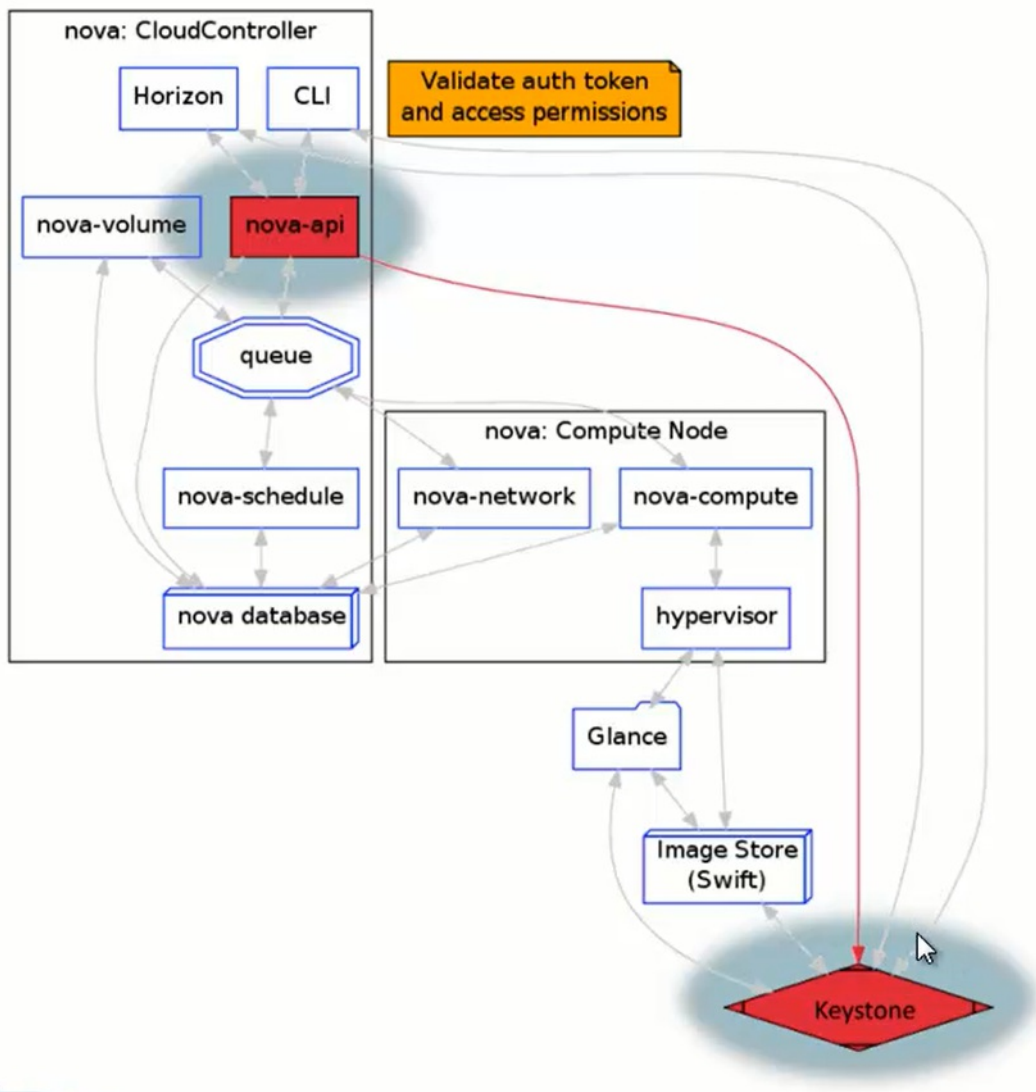 nova: CloudController
Horizon
CLI
Validate auth token
and access permissions
nova-volume
nova-api
queue
nova: Compute Node
nova-schedule
nova-network
nova-compute
nova database
hypervisor
Glance
Image Store
(Swift)
Keystone